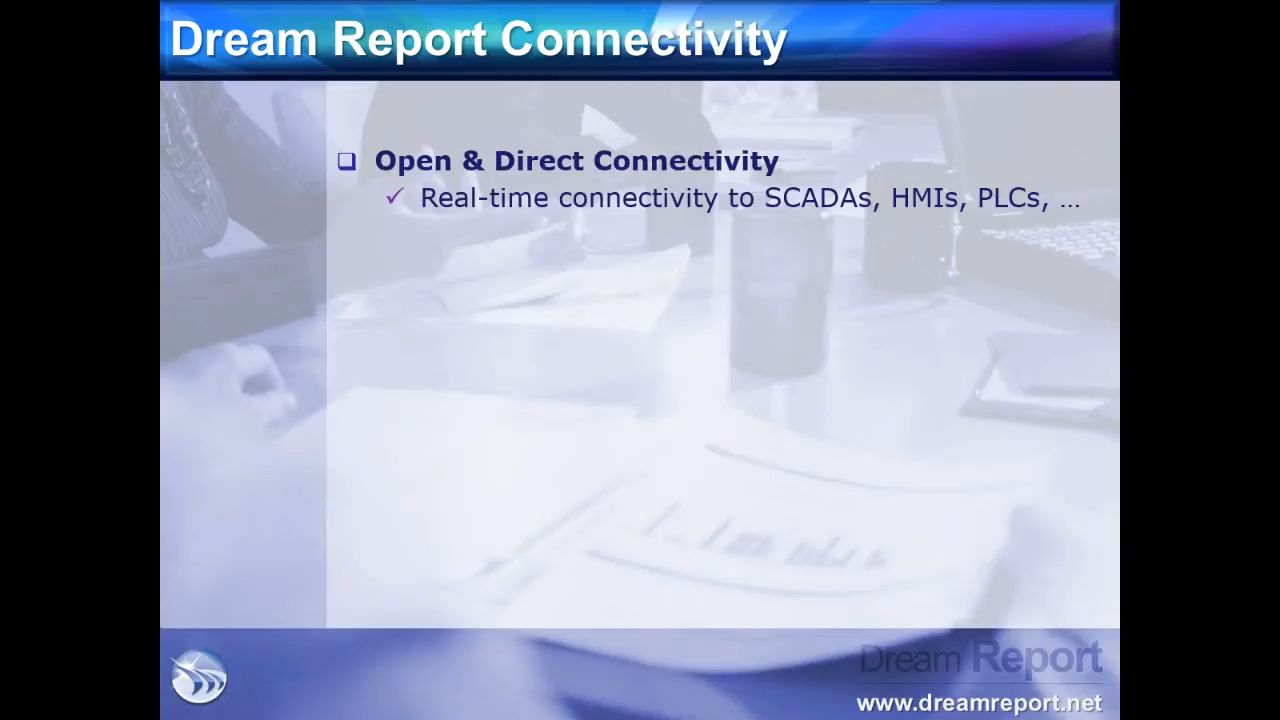 Dream Report Connectivity
❑ Open & Direct Connectivity
✓ Real-time connectivity to SCADAs, HMIs, PLCs, …
Dream Report
www.dreamreport.net